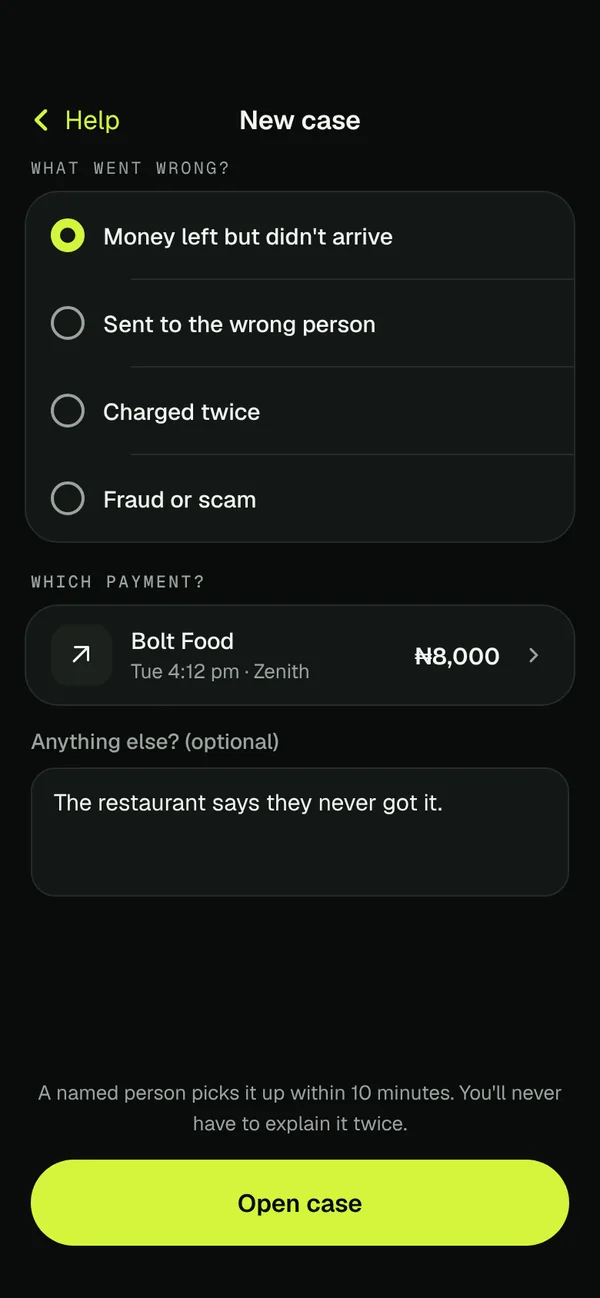 Help
New case
WHAT WENT WRONG?
Money left but didn't arrive
Sent to the wrong person
Charged twice
Fraud or scam
WHICH PAYMENT?
Bolt Food
Tue 4:12 pm · Zenith
₦8,000
Anything else? (optional)
The restaurant says they never got it.
A named person picks it up within 10 minutes. You'll never
have to explain it twice.
Open case